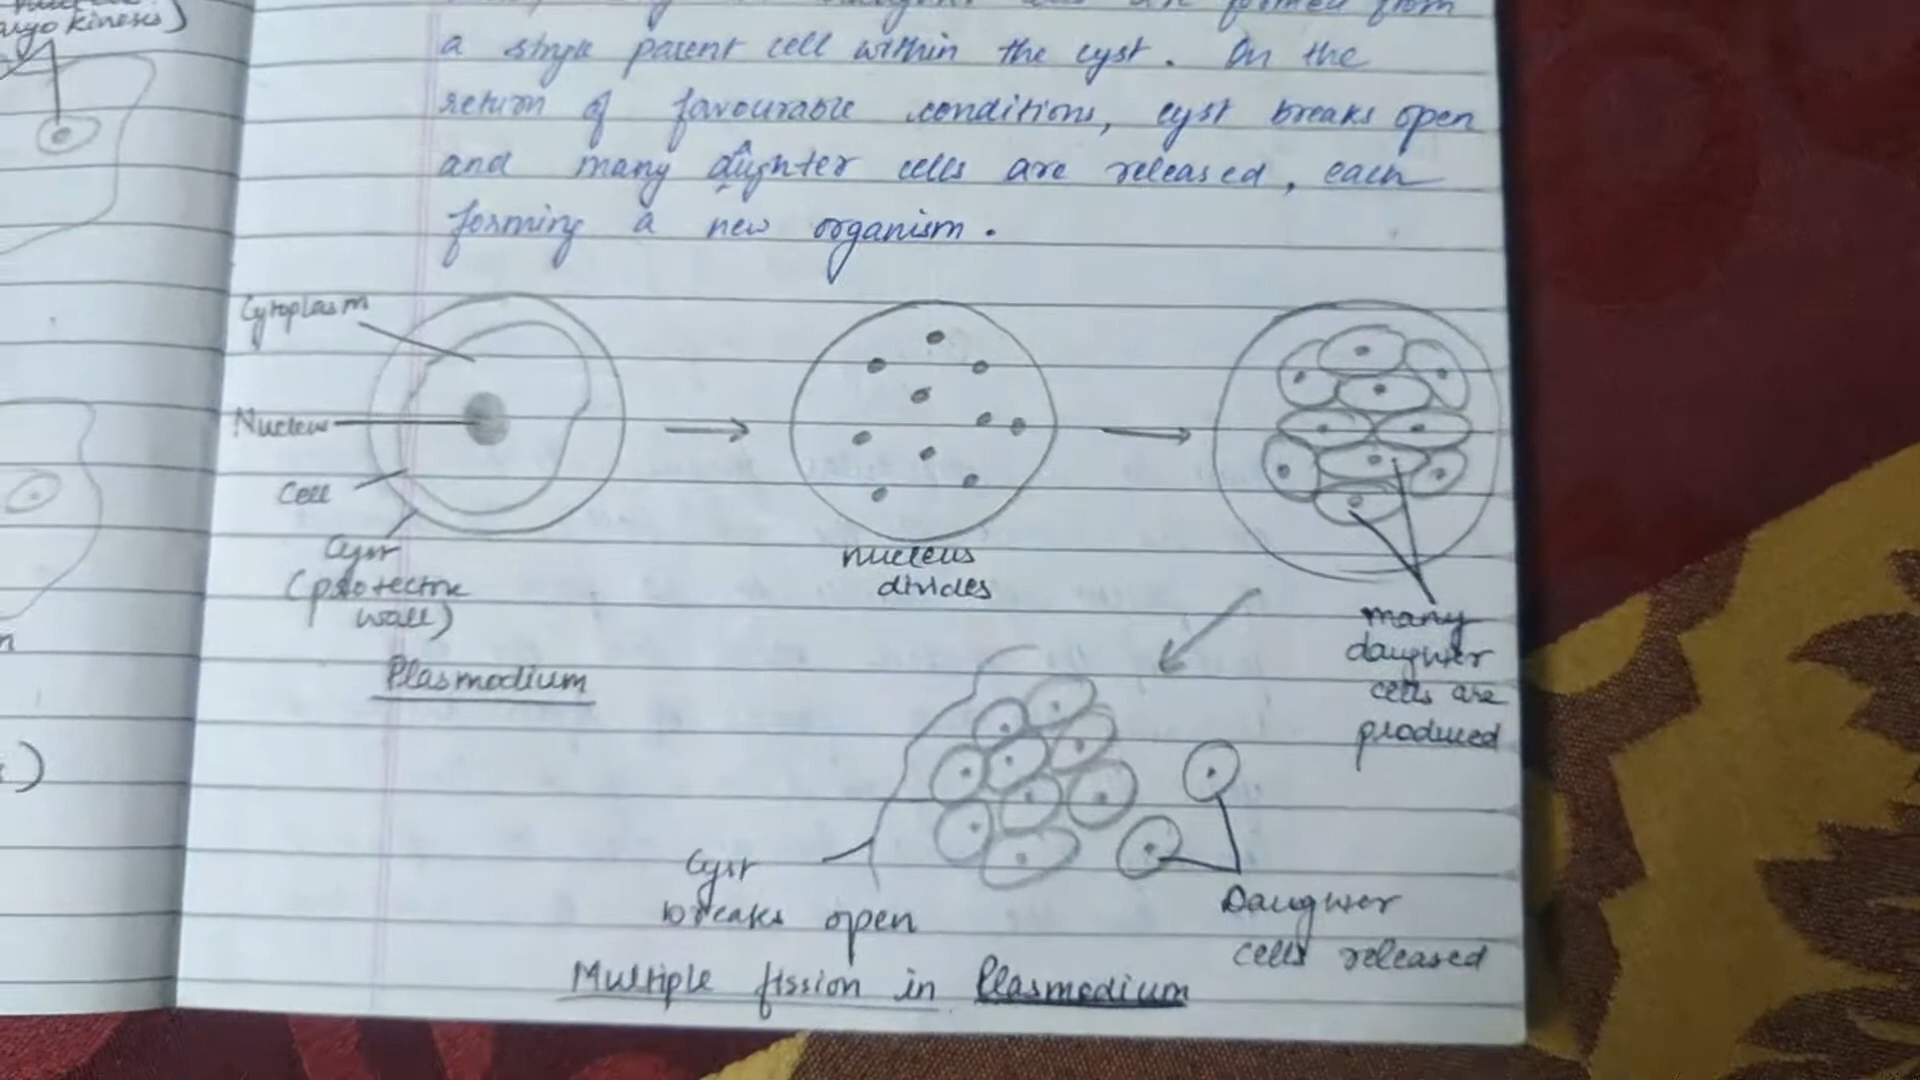 formed from
a single parent cell within the cyst. On the
return of favourable conditions, cyst breaks open
and many daughter cells are released, each
forming a new organism.
Cytoplasm
Nucleus
Cell
Cyst
(protective
wall)
Plasmodium
nucleus
divides
many
daughter
cells are
produced
Cyst
breaks open
Daughter
cells released
Multiple fission in Plasmodium